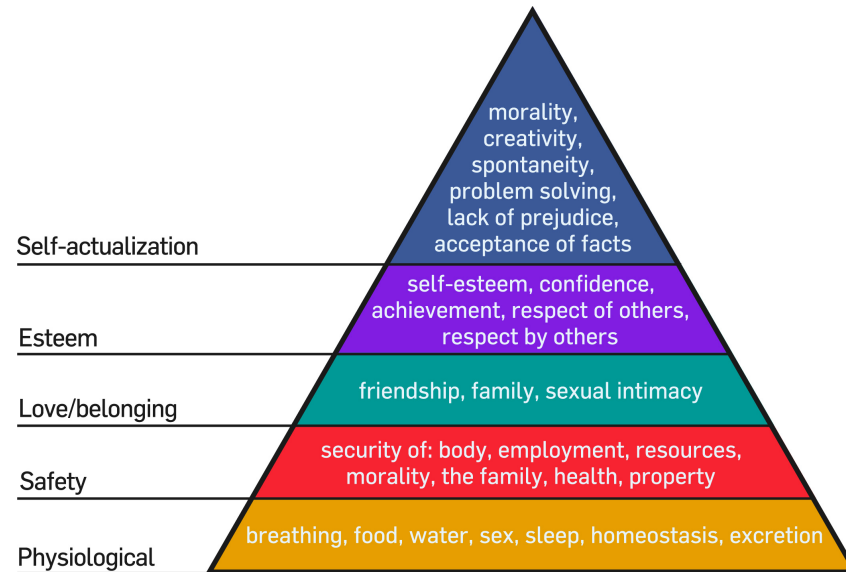 morality,
creativity,
spontaneity,
problem solving,
lack of prejudice,
acceptance of facts
Self-actualization
self-esteem, confidence,
achievement, respect of others,
respect by others
Esteem
friendship, family, sexual intimacy
Love/belonging
security of: body, employment, resources,
morality, the family, health, property
Safety
breathing, food, water, sex, sleep, homeostasis, excretion
Physiological